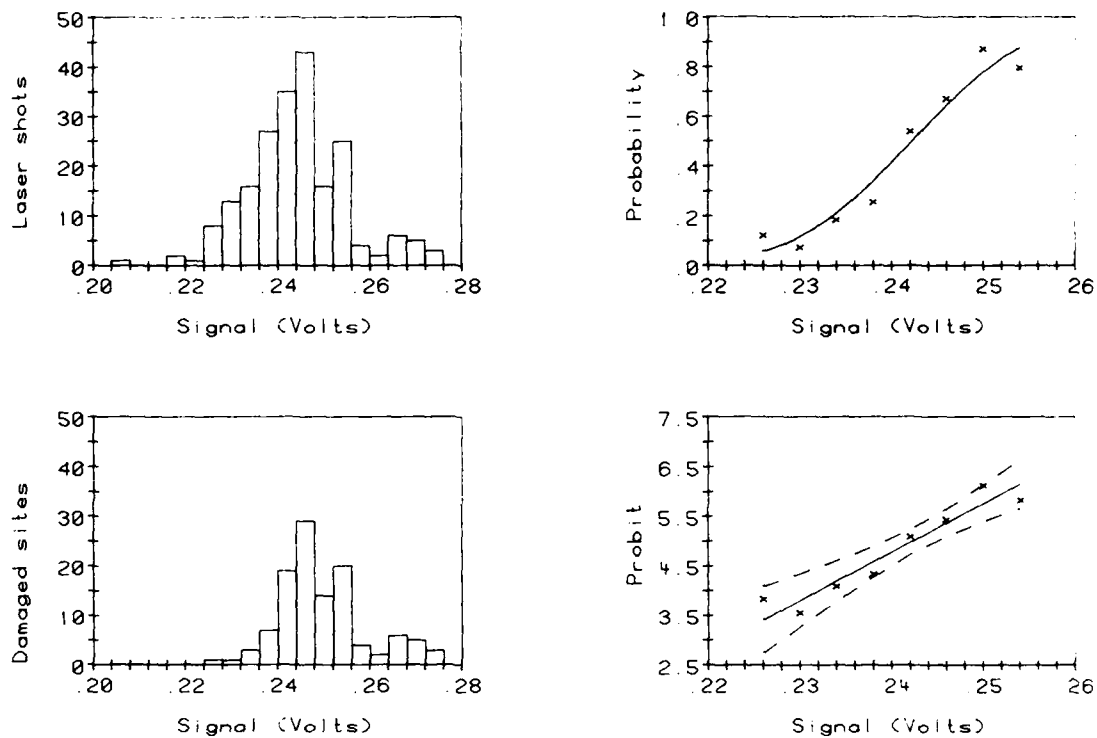 50
40
30
20
10
0
.20 .22 .24 .26 .28
Laser shots
Signal (Volts)
1 0
.8
.6
.4
.2
.0
.22 .23 .24 .25 26
Probability
Signal (Volts)
50
40
30
20
10
0
.20 .22 .24 .26 .28
Damaged sites
Signal (Volts)
7.5
6.5
5.5
4.5
3.5
2.5
.22 .23 .24 .25 26
Probit
Signal (Volts)